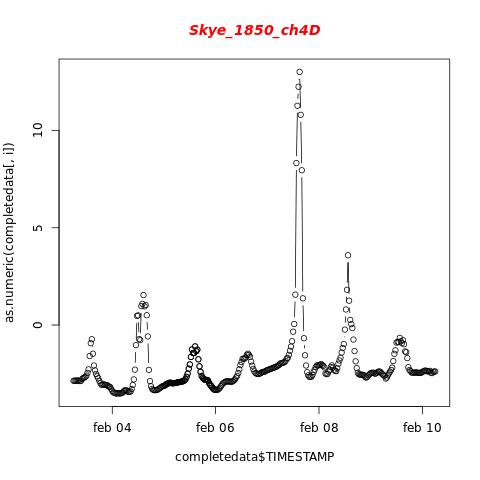 Skye_1850_ch4D
as.numeric(completedata[, i])
10
5
0
feb 04 feb 06 feb 08 feb 10
completedata$TIMESTAMP